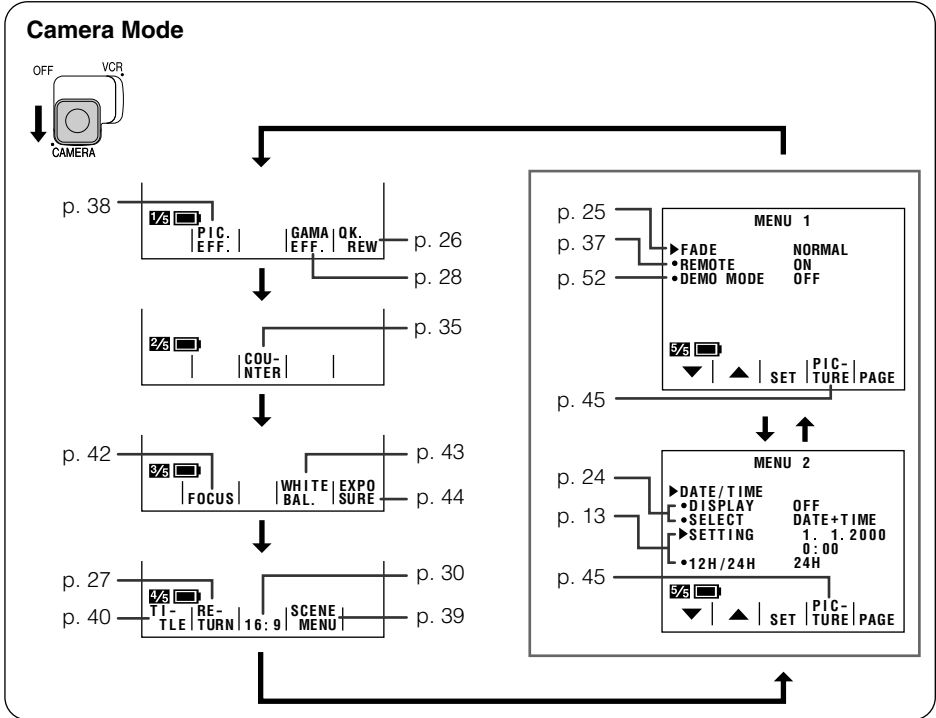 Camera Mode
OFF
VCR
CAMERA
p. 38
1/5
PIC. EFF.
GAMA EFF.
QK. REW
p. 26
p. 28
2/5
COU-
NTER
p. 35
p. 42
3/5
FOCUS
WHITE BAL.
EXPO SURE
p. 43
p. 44
p. 27
p. 40
4/5
TI-
TLE
RE-
TURN
16:9
SCENE MENU
p. 30
p. 39
MENU 1
p. 25
▶FADE NORMAL
p. 37
•REMOTE ON
p. 52
•DEMO MODE OFF
5/5
▼ ▲ SET PIC-
TURE PAGE
p. 45
MENU 2
▶DATE/TIME
p. 24
•DISPLAY OFF
•SELECT DATE+TIME
p. 13
▶SETTING 1. 1.2000
0:00
•12H/24H 24H
p. 45
5/5
▼ ▲ SET PIC-
TURE PAGE